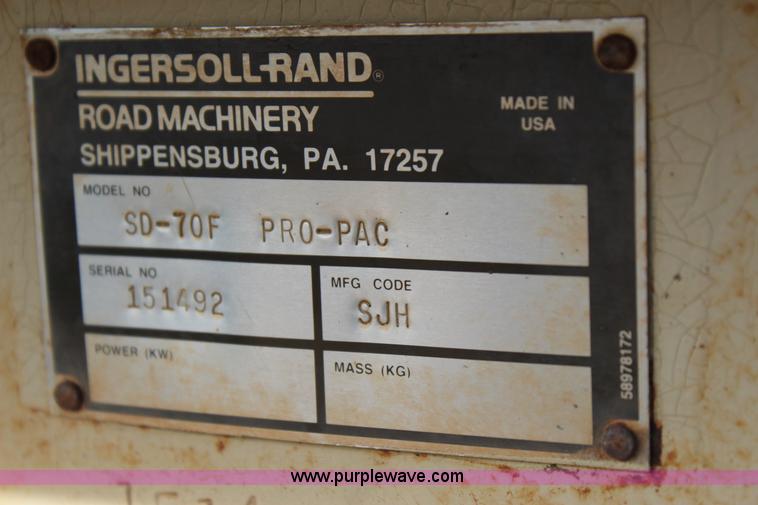 INGERSOLL-RAND®
ROAD MACHINERY
SHIPPENSBURG, PA. 17257
MADE IN
USA
MODEL NO
SD-70F PRO-PAC
SERIAL NO
151492
MFG CODE
SJH
POWER (KW)
MASS (KG)
58978172
www.purplewave.com